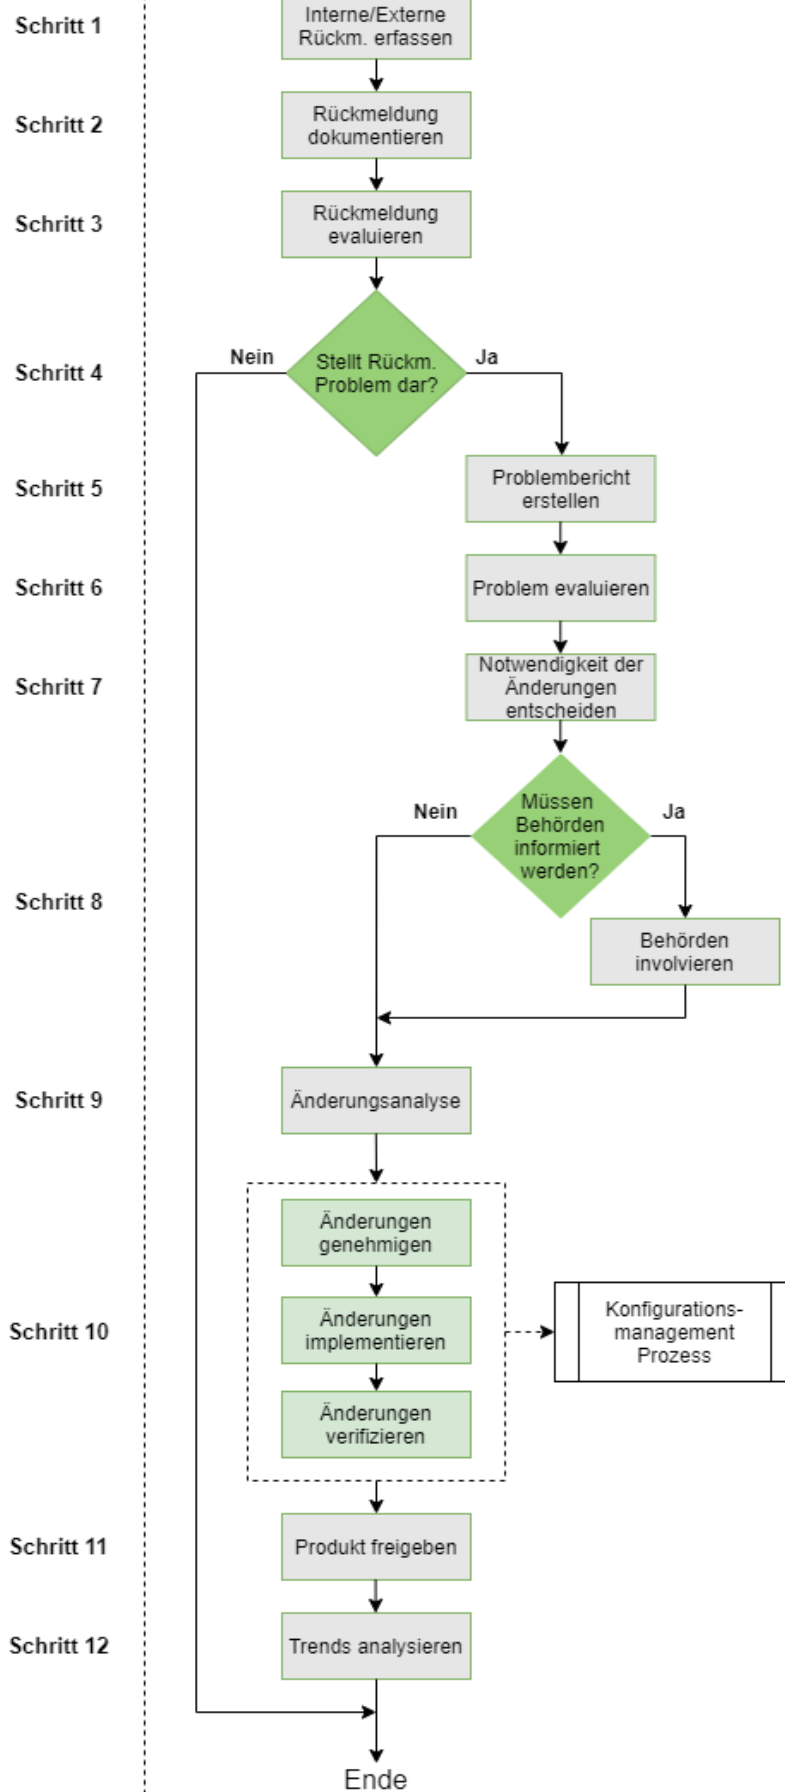 Schritt 1
Interne/Externe
Rückm. erfassen
Schritt 2
Rückmeldung
dokumentieren
Schritt 3
Rückmeldung
evaluieren
Schritt 4
Nein
Stellt Rückm.
Problem dar?
Ja
Schritt 5
Problembericht
erstellen
Schritt 6
Problem evaluieren
Schritt 7
Notwendigkeit der
Änderungen
entscheiden
Schritt 8
Nein
Müssen
Behörden
informiert
werden?
Ja
Behörden
involvieren
Schritt 9
Änderungsanalyse
Schritt 10
Änderungen
genehmigen
Änderungen
implementieren
Änderungen
verifizieren
Konfigurations-
management
Prozess
Schritt 11
Produkt freigeben
Schritt 12
Trends analysieren
Ende